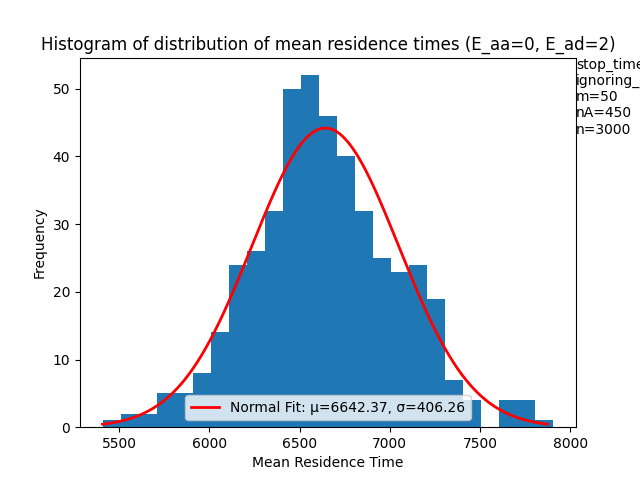 Histogram of distribution of mean residence times (E_aa=0, E_ad=2)
stop_time
ignoring_
m=50
nA=450
n=3000
50
40
30
20
10
0
Frequency
Normal Fit: μ=6642.37, σ=406.26
5500 6000 6500 7000 7500 8000
Mean Residence Time